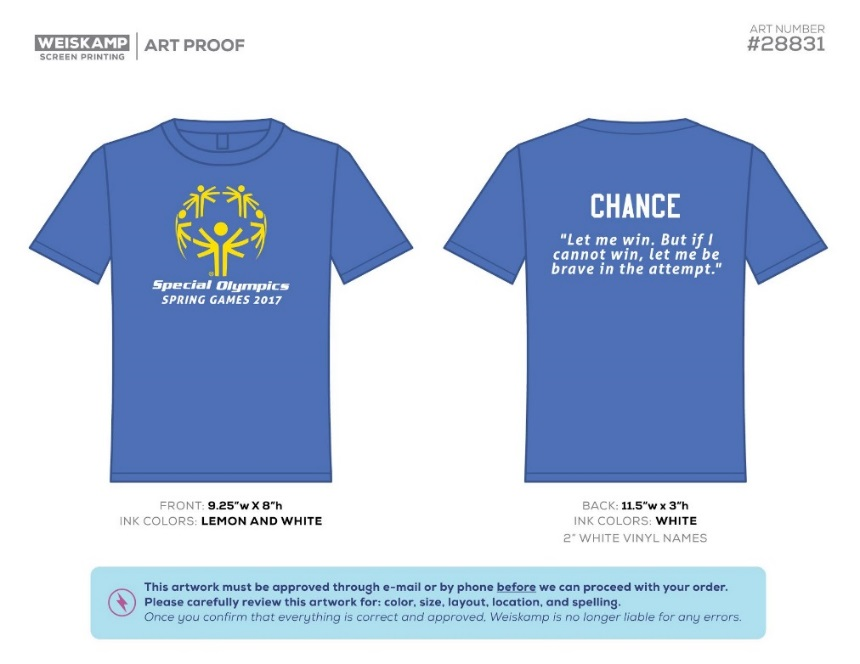 WEISKAMP
SCREEN PRINTING
ART PROOF
ART NUMBER
#28831
Special Olympics
SPRING GAMES 2017
CHANCE
"Let me win. But if I
cannot win, let me be
brave in the attempt."
FRONT: 9.25"w X 8"h
INK COLORS: LEMON AND WHITE
BACK: 11.5"w x 3"h
INK COLORS: WHITE
2" WHITE VINYL NAMES
This artwork must be approved through e-mail or by phone before we can proceed with your order.
Please carefully review this artwork for: color, size, layout, location, and spelling.
Once you confirm that everything is correct and approved, Weiskamp is no longer liable for any errors.